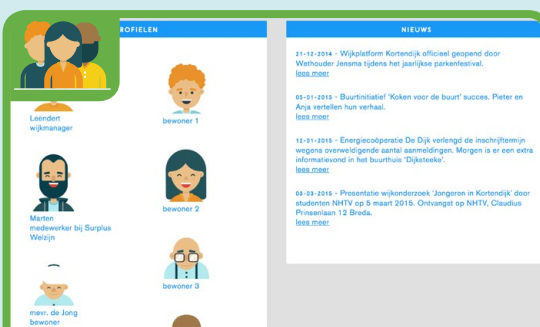 ROFIELEN
Leendert
wijkmanager
bewoner 1
Marten
medewerker bij Surplus
Welzijn
bewoner 2
mevr. de Jong
bewoner
bewoner 3
NIEUWS
21-12-2014 - Wijkplatform Kortendijk officieel geopend door
Wethouder Jensma tijdens het jaarlijkse parkenfestival.
lees meer
05-01-2015 - Buurtinitiatief 'Koken voor de buurt' succes. Pieter en
Anja vertellen hun verhaal.
lees meer
12-01-2015 - Energiecoöperatie De Dijk verlengd de inschrijftermijn
wegens overweldigende aantal aanmeldingen. Morgen is er een extra
informatievond in het buurthuis 'Dijksteeke'.
lees meer
09-03-2015 - Presentatie wijkonderzoek 'Jongeren in Kortendijk' door
studenten NHTV op 5 maart 2015. Ontvangst op NHTV, Claudius
Prinsenlaan 12 Breda.
lees meer